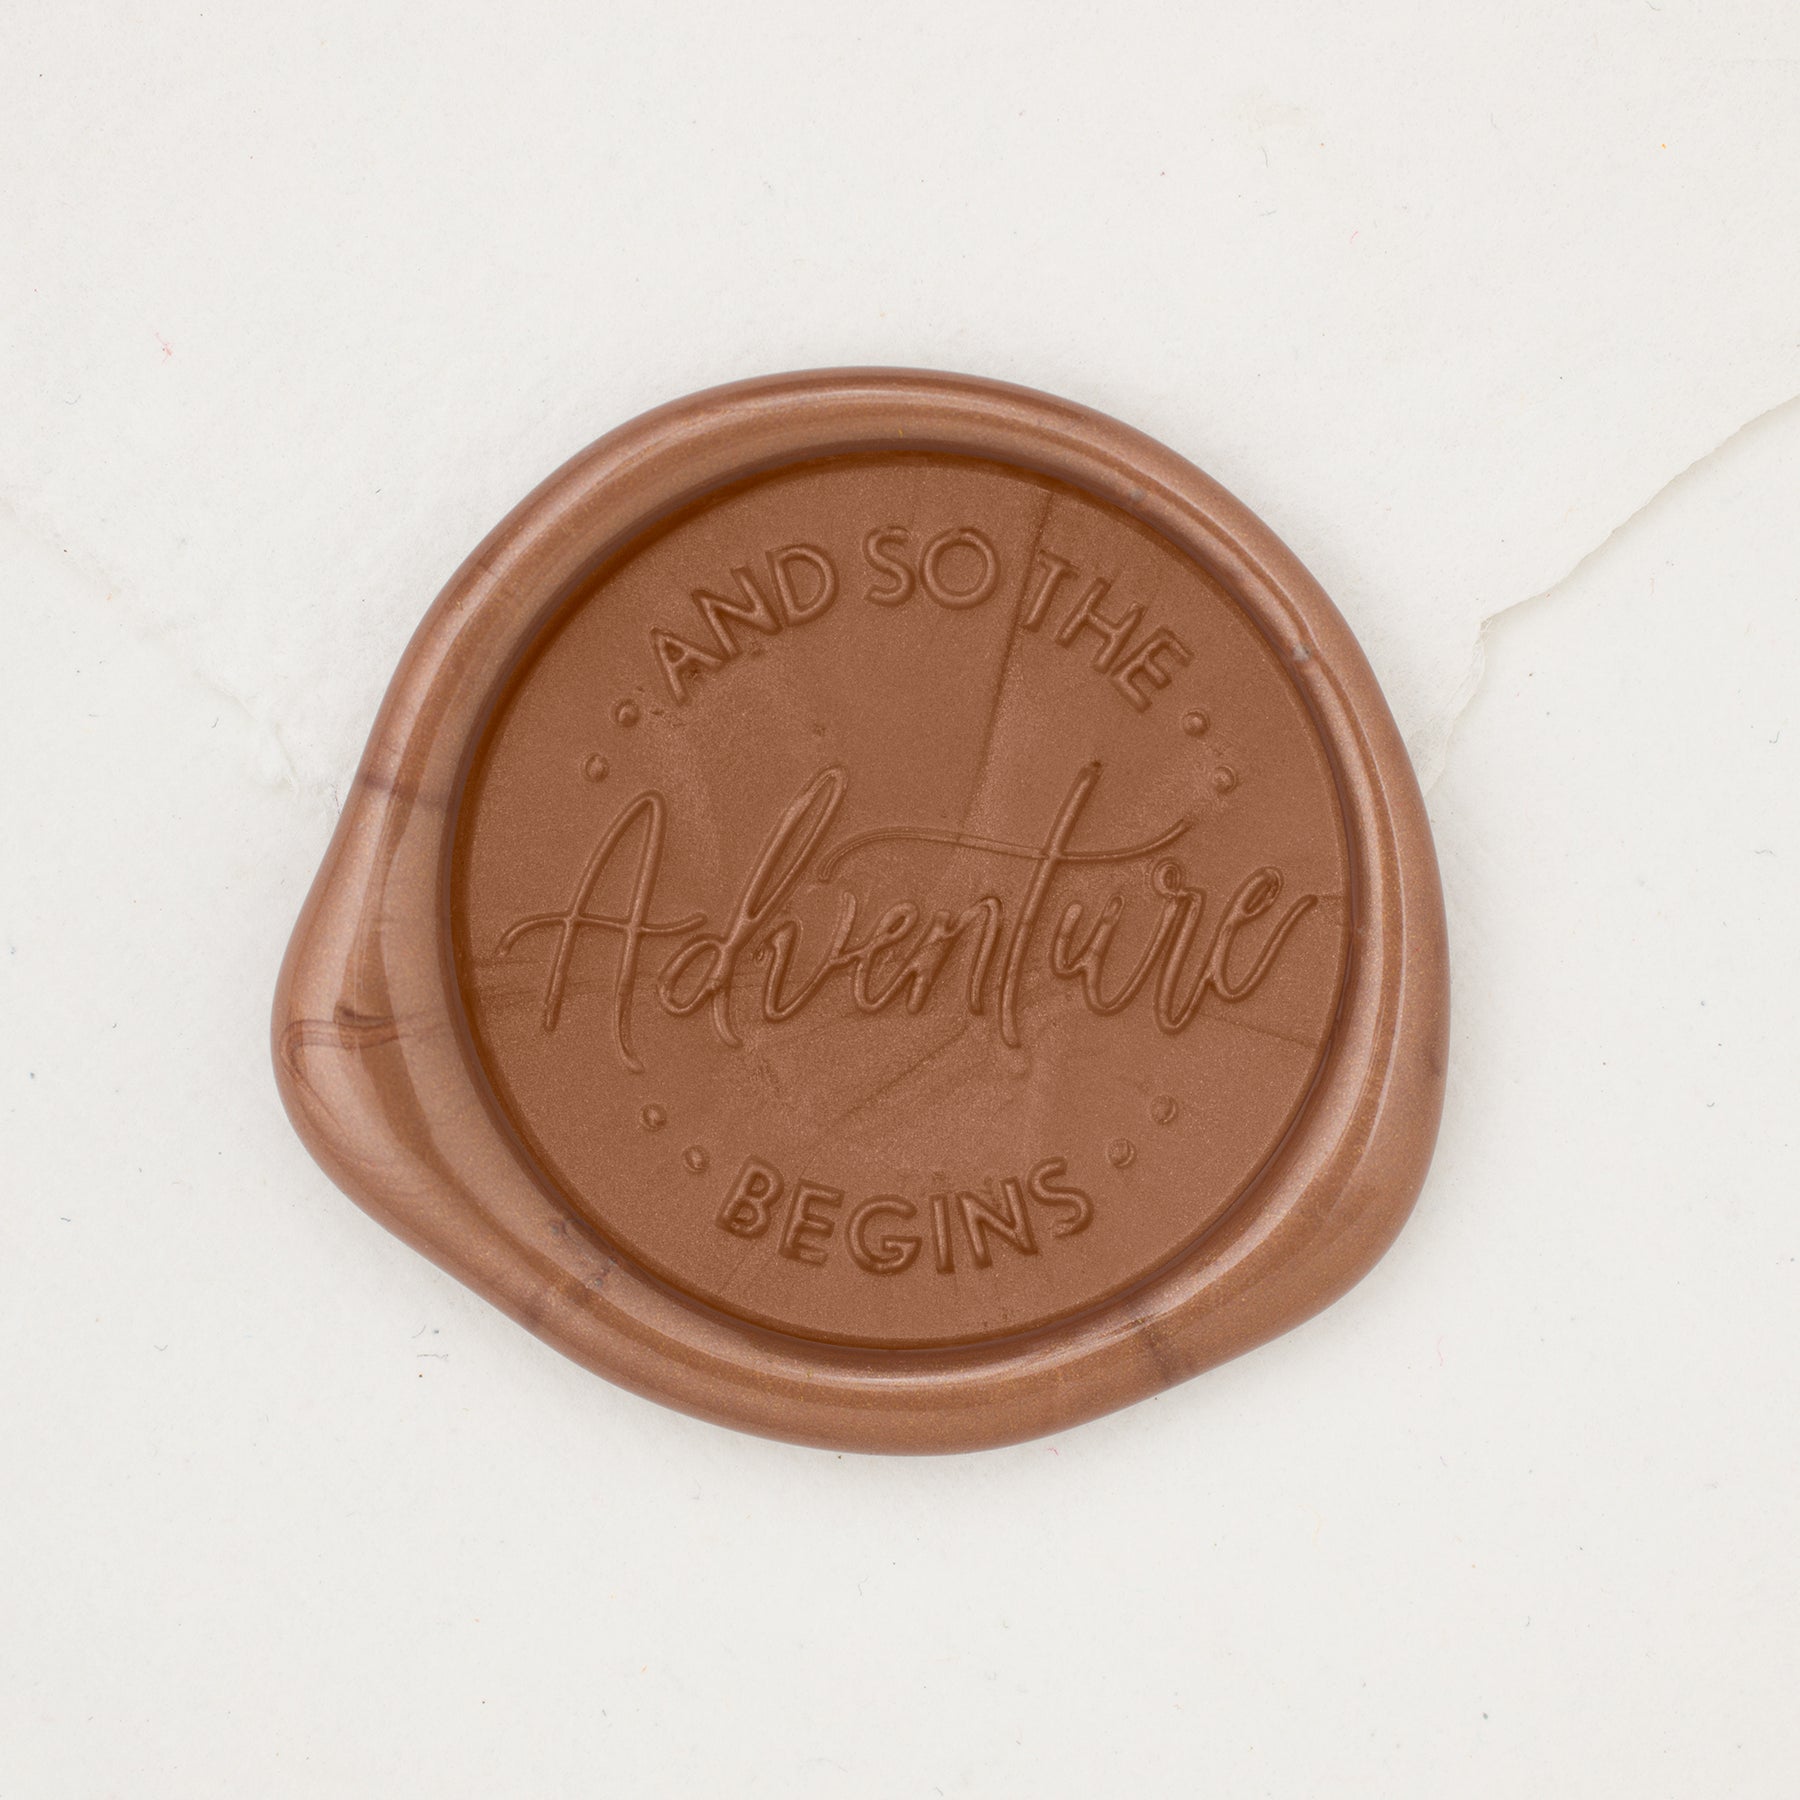 AND SO THE
Adventure
BEGINS